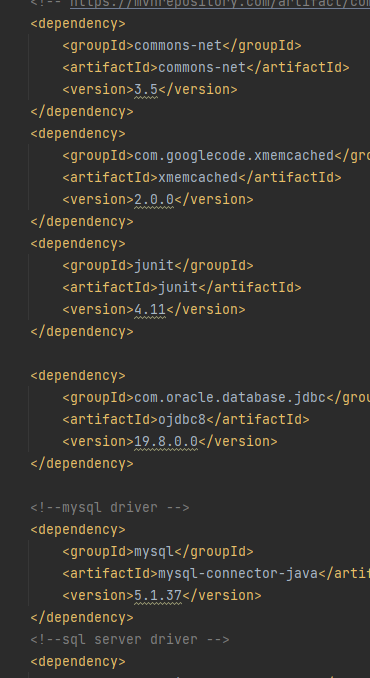 <!-- https://mvnrepository.com/artifact/com
<dependency>
<groupId>commons-net</groupId>
<artifactId>commons-net</artifactId>
<version>3.5</version>
</dependency>
<dependency>
<groupId>com.googlecode.xmemcached</gro
<artifactId>xmemcached</artifactId>
<version>2.0.0</version>
</dependency>
<dependency>
<groupId>junit</groupId>
<artifactId>junit</artifactId>
<version>4.11</version>
</dependency>
<dependency>
<groupId>com.oracle.database.jdbc</grou
<artifactId>ojdbc8</artifactId>
<version>19.8.0.0</version>
</dependency>
<!--mysql driver -->
<dependency>
<groupId>mysql</groupId>
<artifactId>mysql-connector-java</artif
<version>5.1.37</version>
</dependency>
<!--sql server driver -->
<dependency>